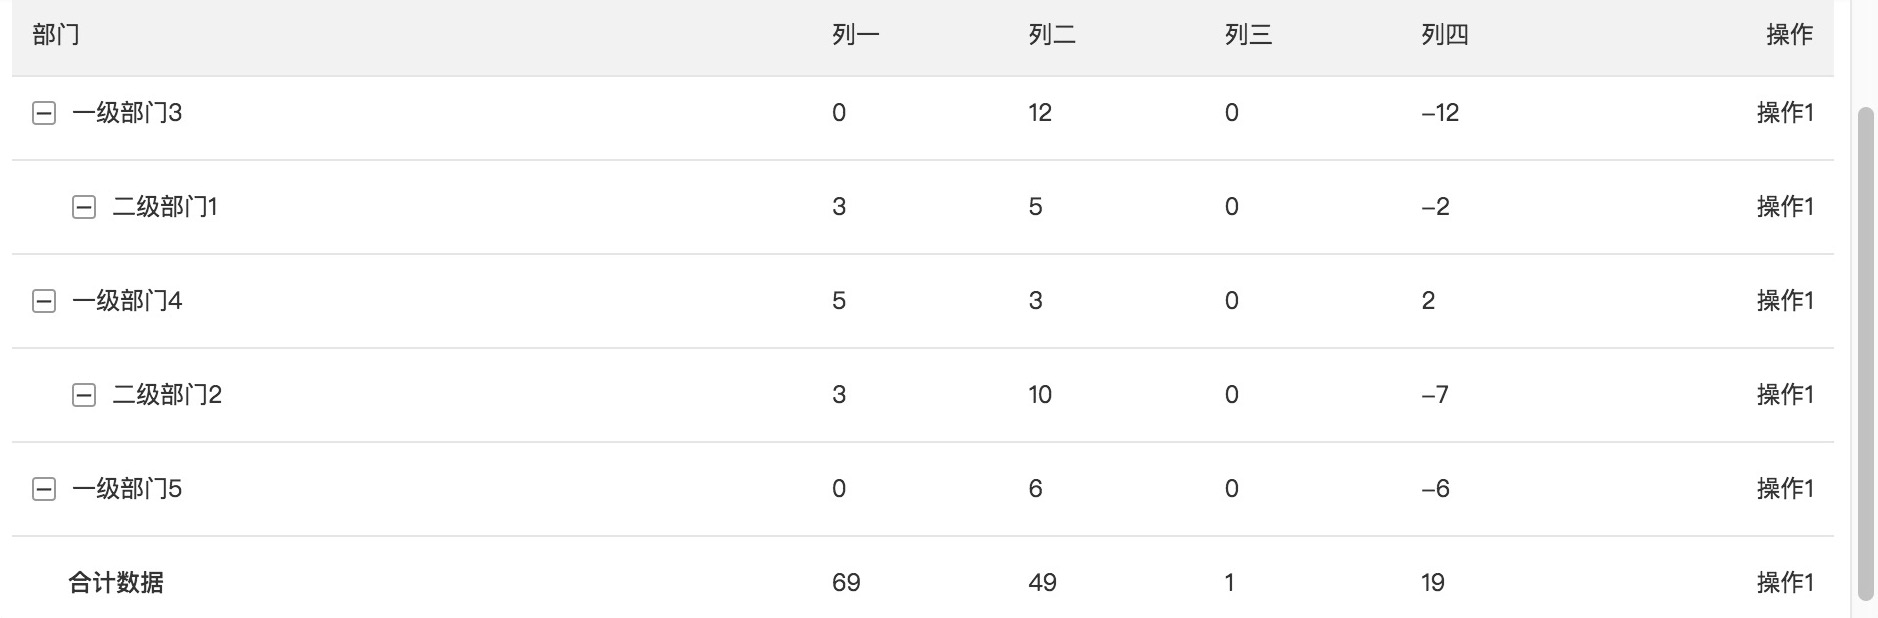 部门 列一 列二 列三 列四 操作
一级部门3 0 12 0 –12 操作1
二级部门1 3 5 0 –2 操作1
一级部门4 5 3 0 2 操作1
二级部门2 3 10 0 –7 操作1
一级部门5 0 6 0 –6 操作1
合计数据 69 49 1 19 操作1